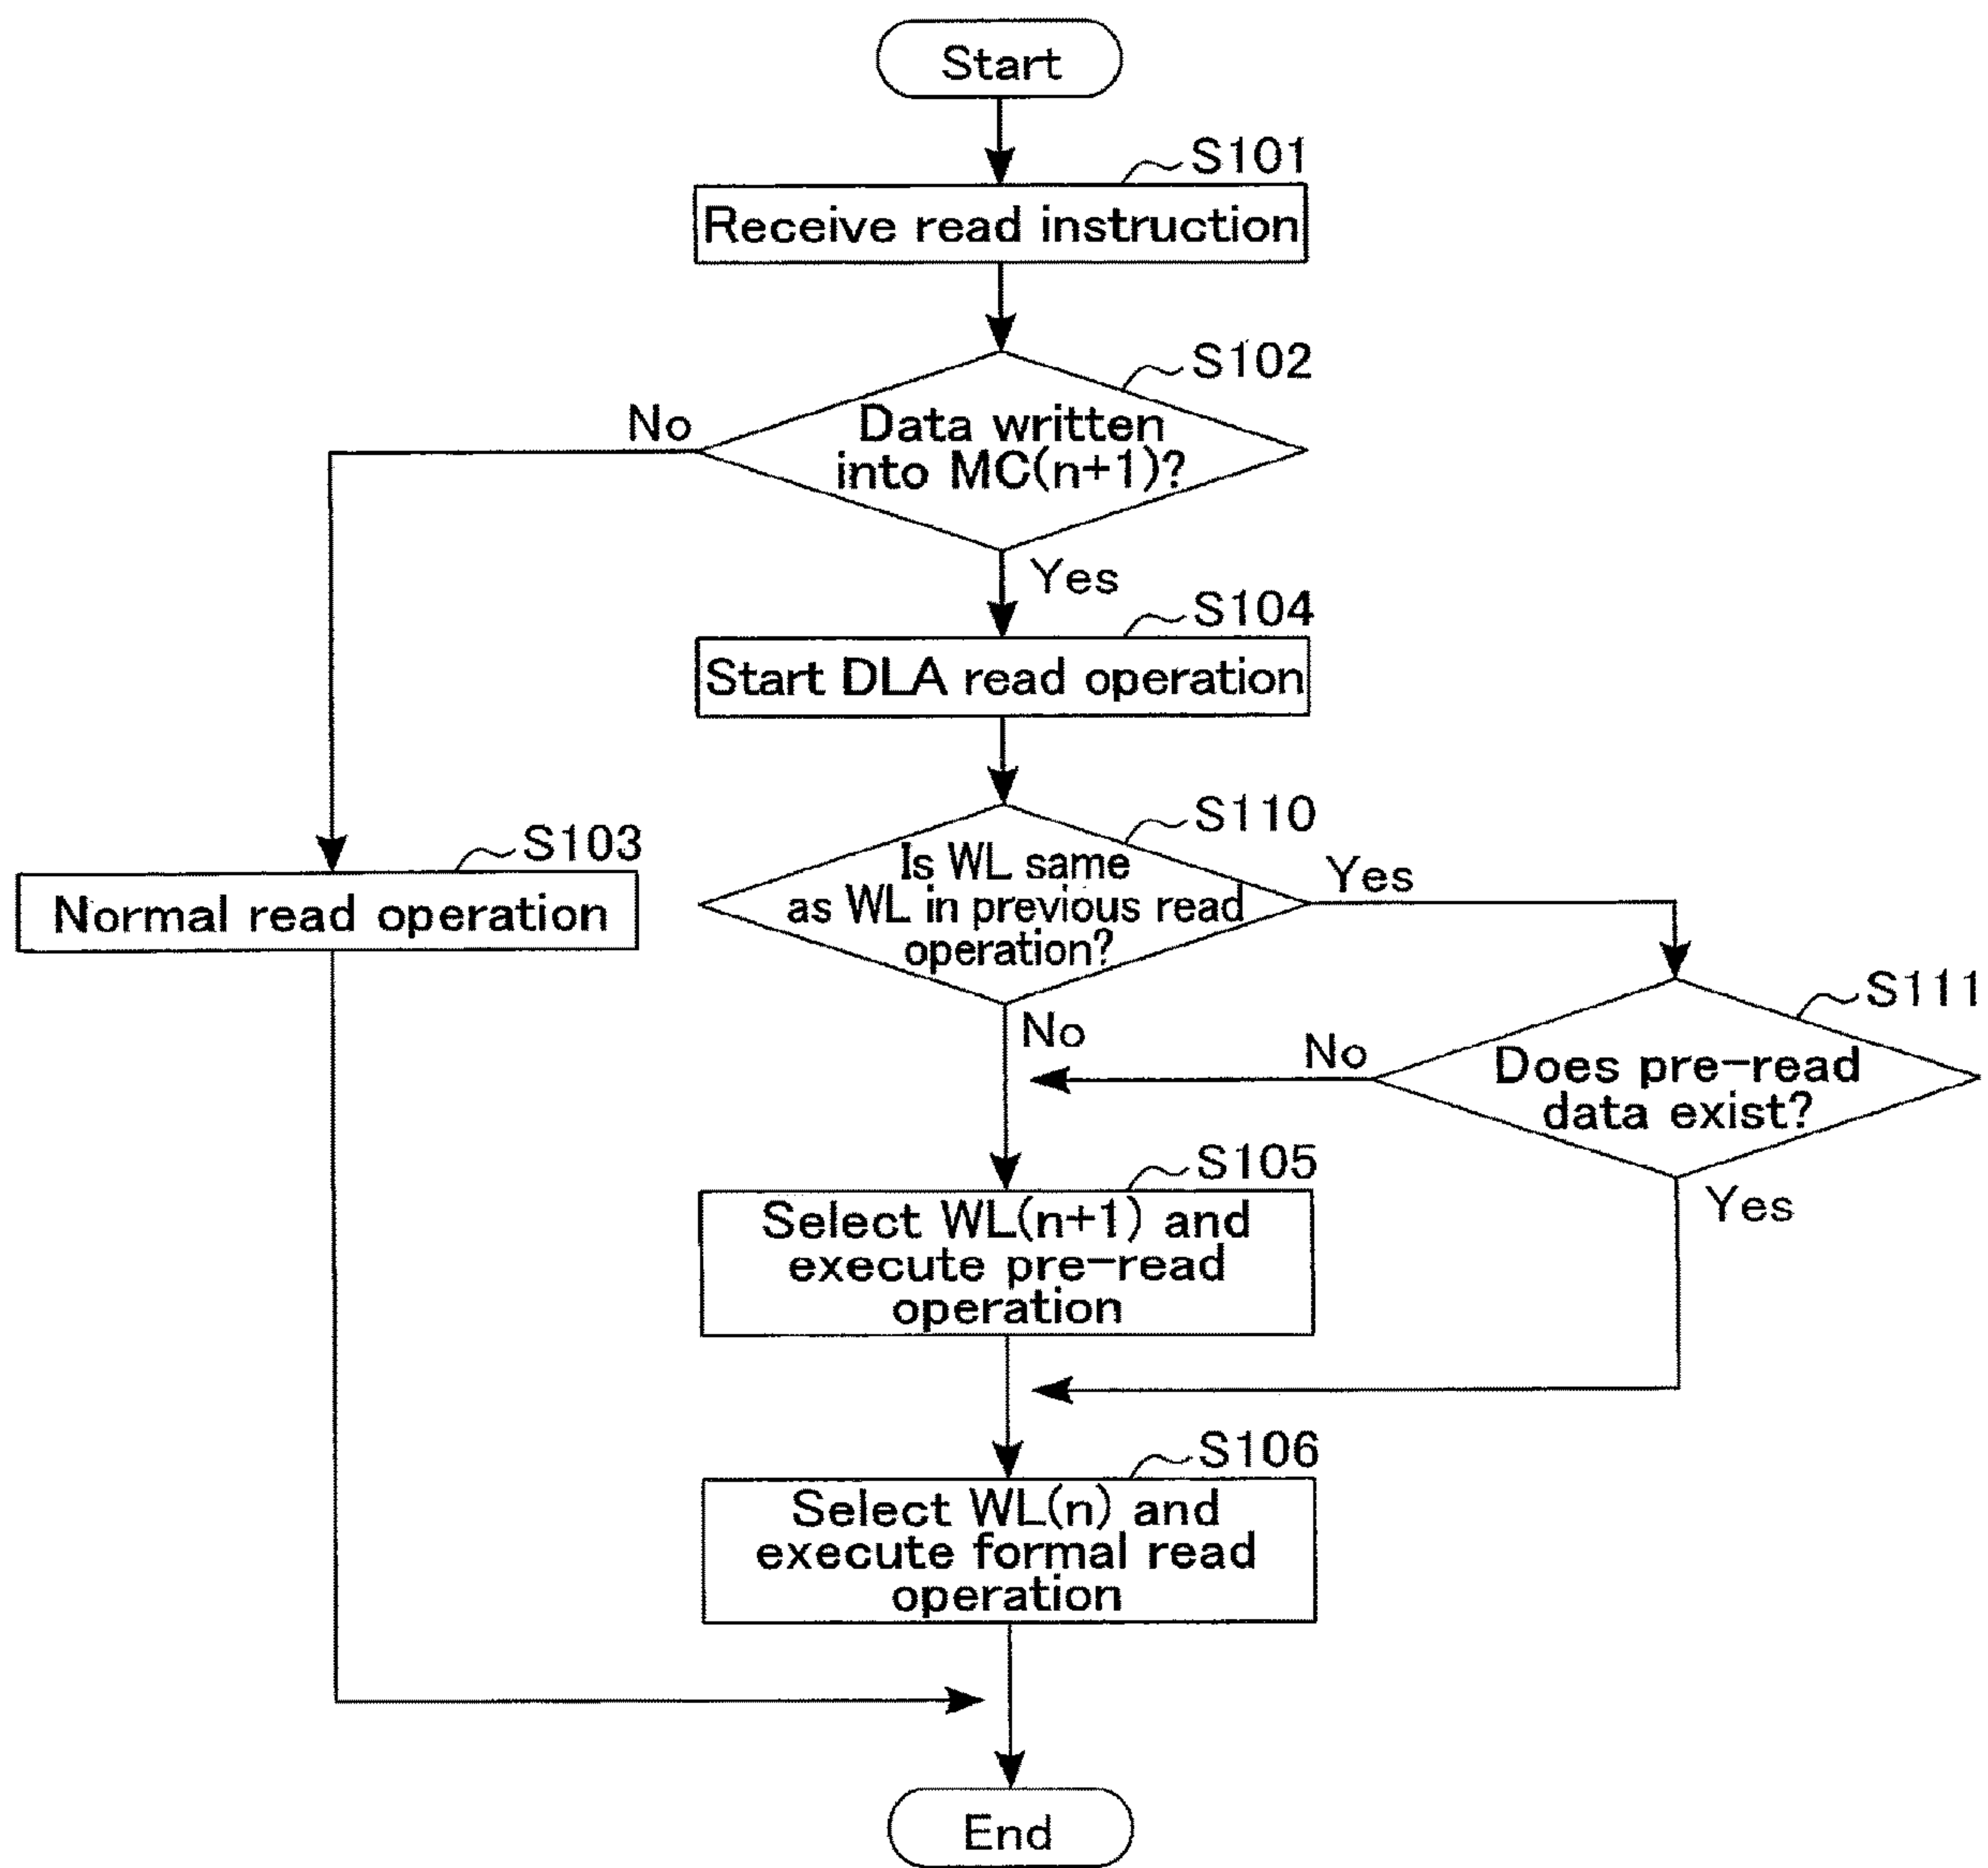 Start
S101
Receive read instruction
S102
Data written
into MC(n+1)?
No
Yes
S104
Start DLA read operation
S110
Is WL same
as WL in previous read
operation?
Yes
S103
Normal read operation
S111
Does pre-read
data exist?
No
No
Yes
S105
Select WL(n+1) and
execute pre-read
operation
S106
Select WL(n) and
execute formal read
operation
End